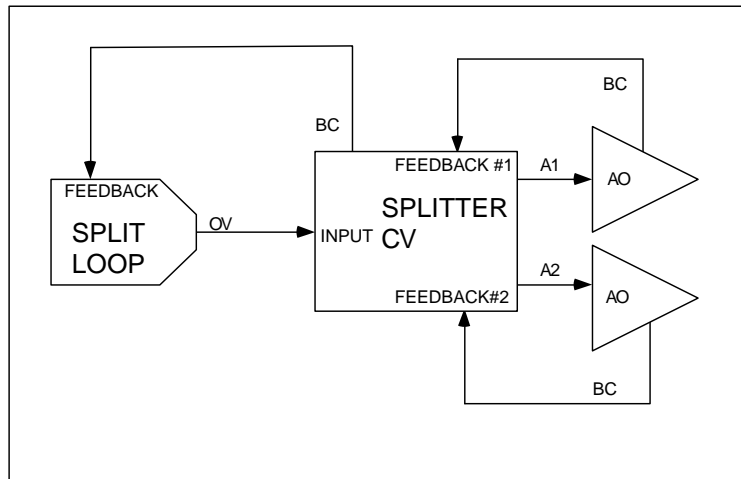 BC
BC
FEEDBACK #1
A1
AO
FEEDBACK
SPLIT
LOOP
OV
INPUT
SPLITTER
CV
A2
AO
FEEDBACK#2
BC